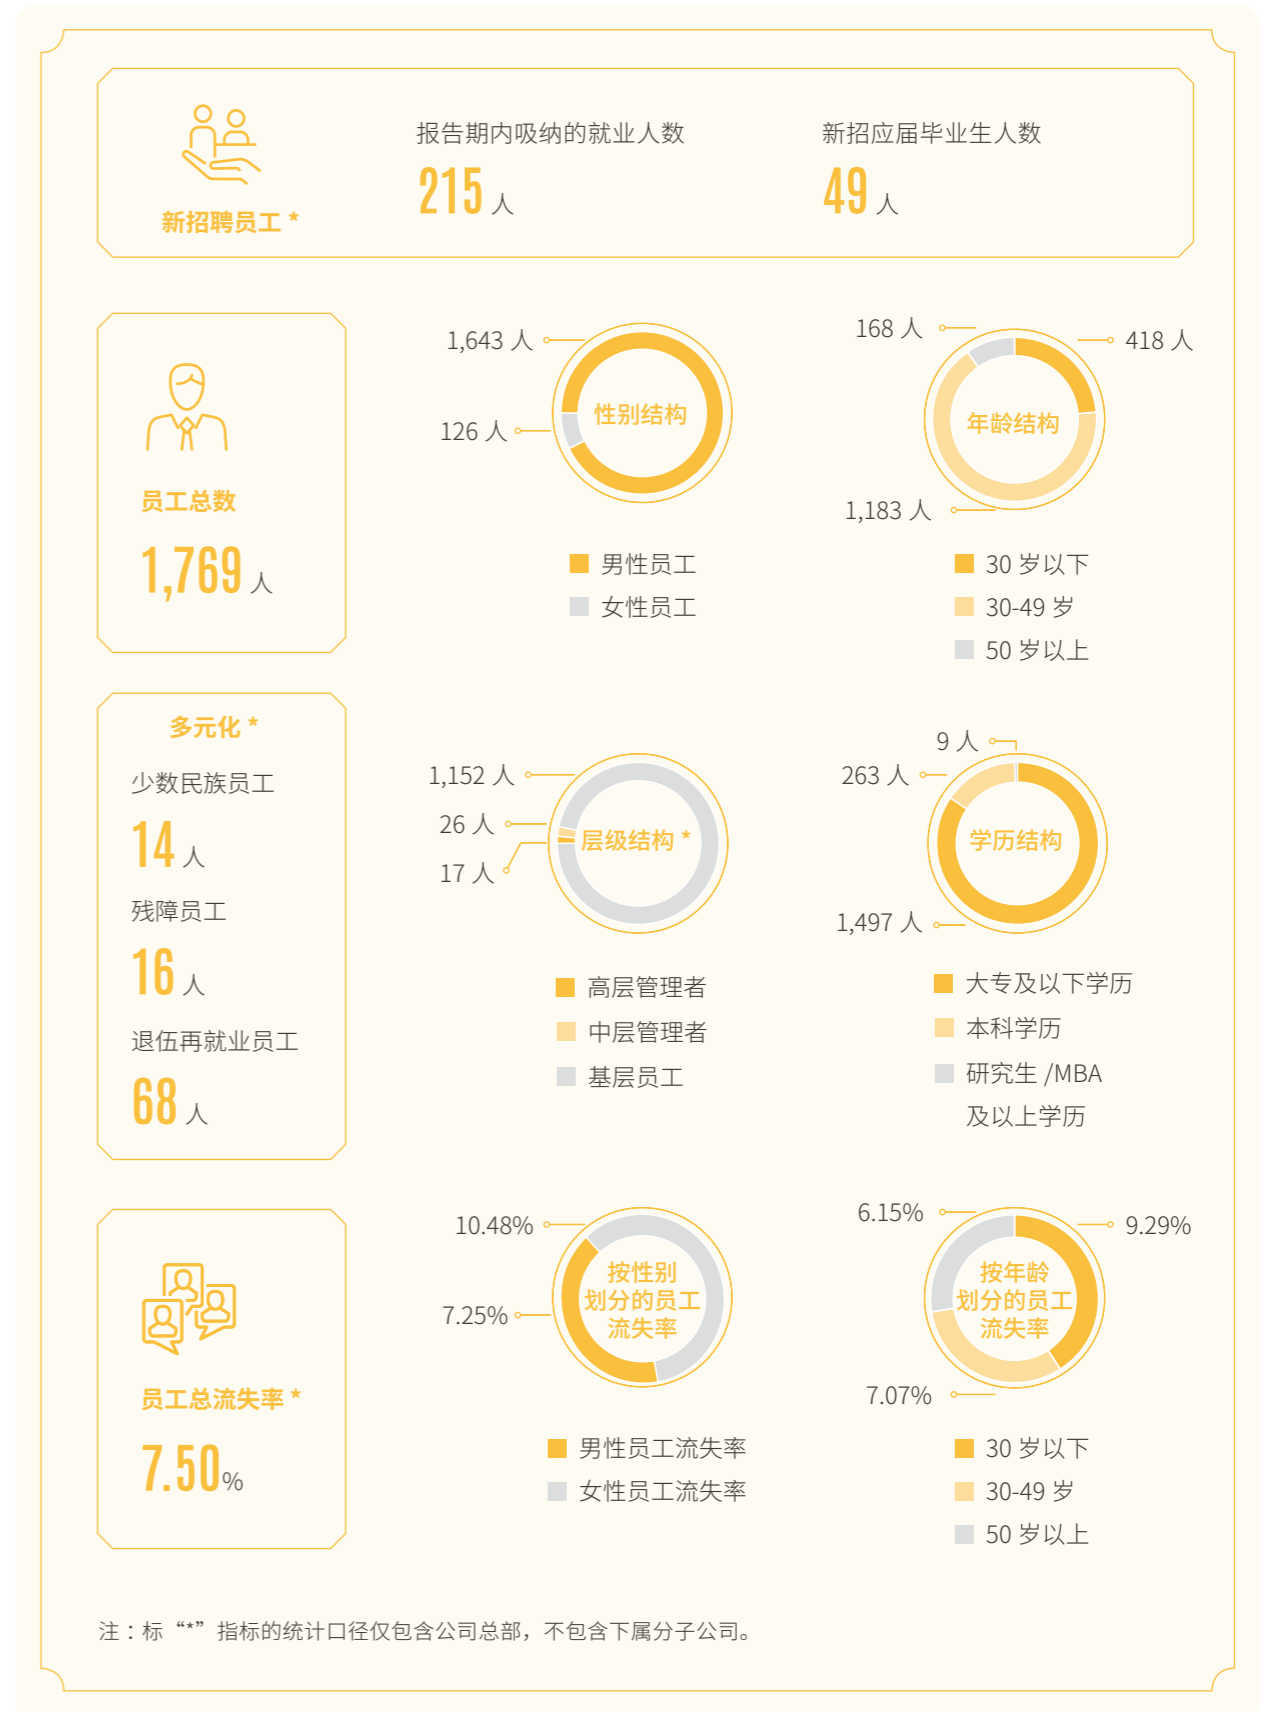 新招聘员工 *
报告期内吸纳的就业人数
215 人
新招应届毕业生人数
49 人
员工总数
1,769 人
1,643 人
126 人
性别结构
男性员工
女性员工
168 人
418 人
年龄结构
1,183 人
30 岁以下
30-49 岁
50 岁以上
多元化 *
少数民族员工
14 人
残障员工
16 人
退伍再就业员工
68 人
1,152 人
26 人
17 人
层级结构 *
高层管理者
中层管理者
基层员工
9 人
263 人
学历结构
1,497 人
大专及以下学历
本科学历
研究生 /MBA
及以上学历
员工总流失率 *
7.50%
10.48%
7.25%
按性别
划分的员工
流失率
男性员工流失率
女性员工流失率
6.15%
9.29%
按年龄
划分的员工
流失率
7.07%
30 岁以下
30-49 岁
50 岁以上
注：标“*”指标的统计口径仅包含公司总部，不包含下属分子公司。